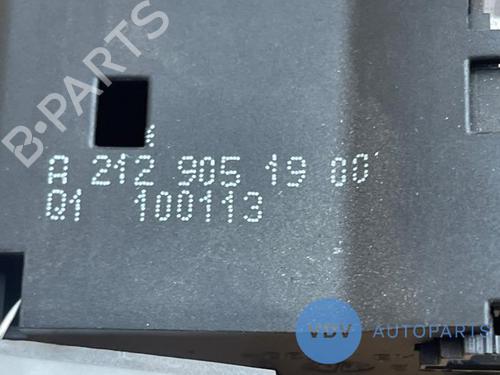 B-PARTS
A 212 905 19 00
Q1 100113
VDV AUTOPARTS